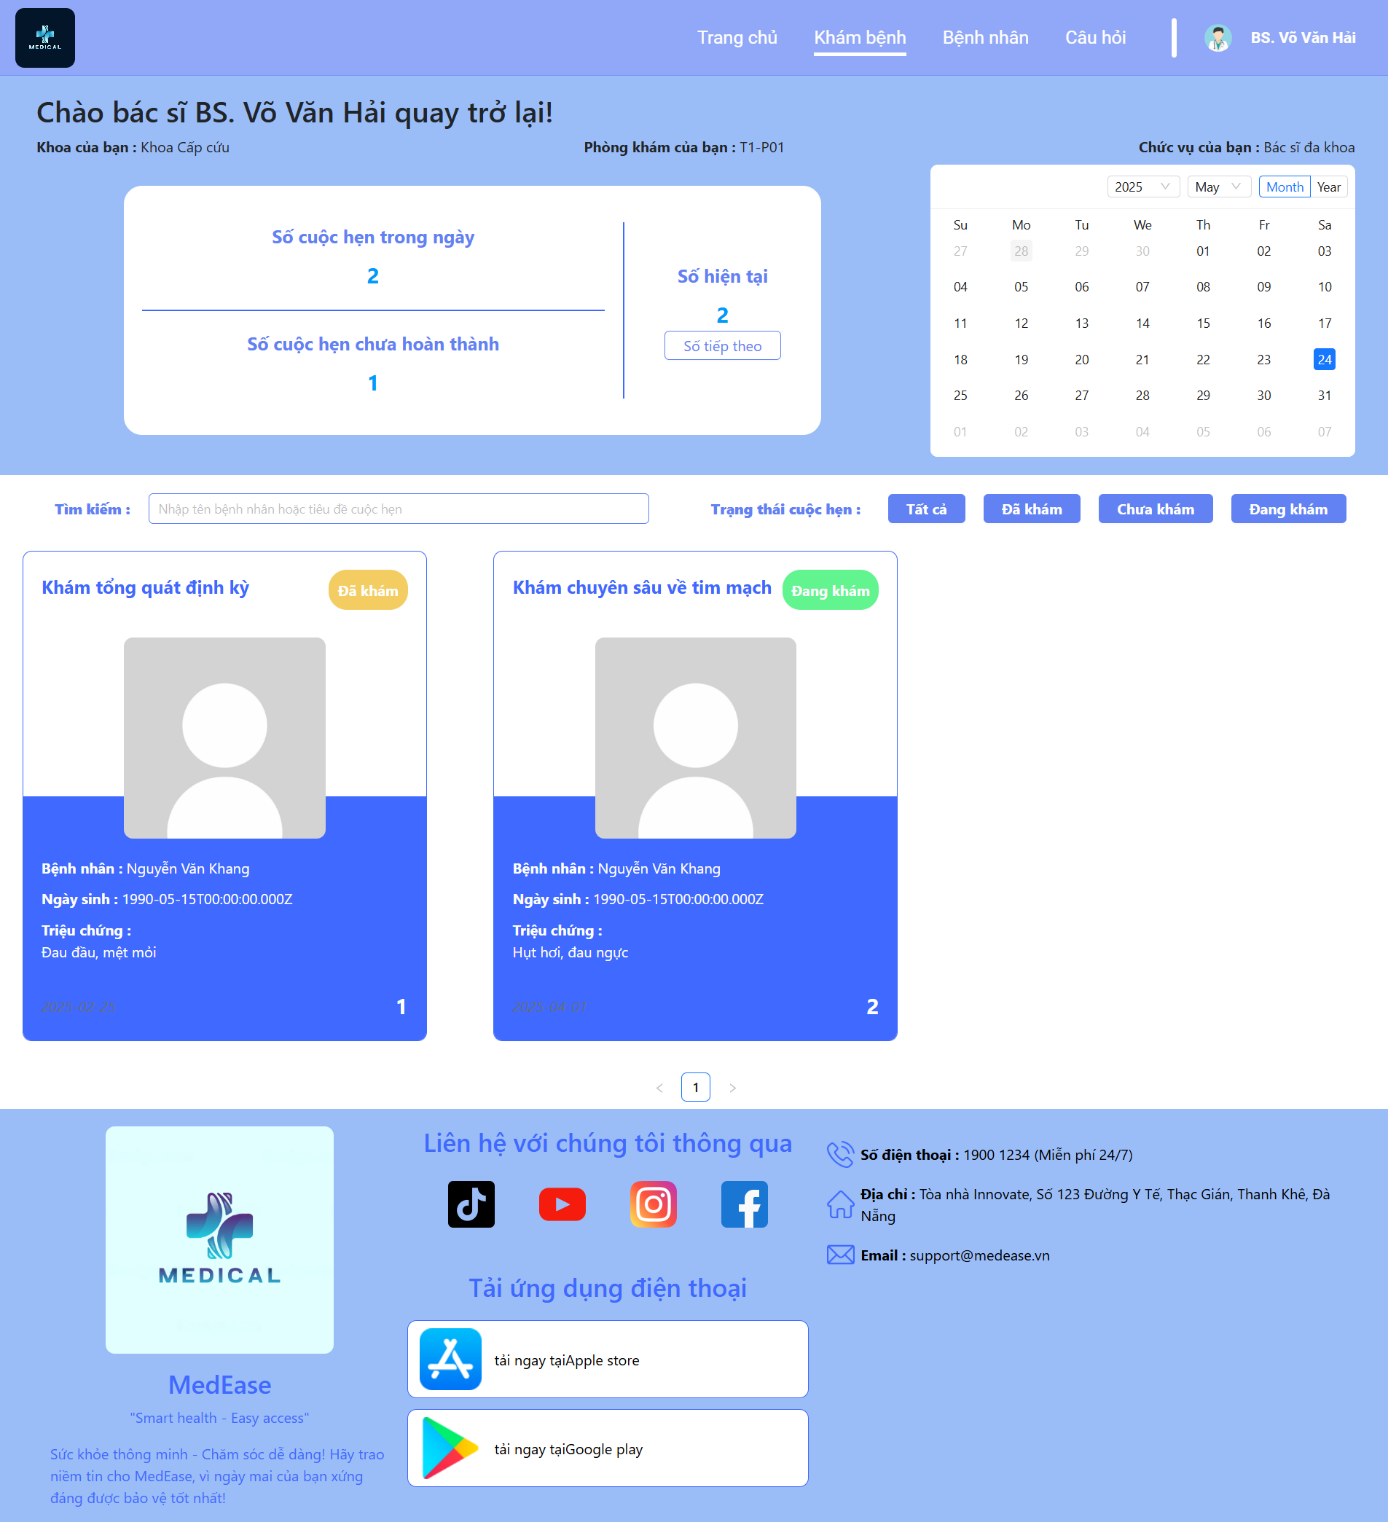 MEDICAL
Trang chủ
Khám bệnh
Bệnh nhân
Câu hỏi
BS. Võ Văn Hải
Chào bác sĩ BS. Võ Văn Hải quay trở lại!
Khoa của bạn : Khoa Cấp cứu
Phòng khám của bạn : T1-P01
Chức vụ của bạn : Bác sĩ đa khoa
Số cuộc hẹn trong ngày
2
Số cuộc hẹn chưa hoàn thành
1
Số hiện tại
2
Số tiếp theo
2025 May Month Year
Su Mo Tu We Th Fr Sa
27 28 29 30 01 02 03
04 05 06 07 08 09 10
11 12 13 14 15 16 17
18 19 20 21 22 23 24
25 26 27 28 29 30 31
01 02 03 04 05 06 07
Tìm kiếm :
Nhập tên bệnh nhân hoặc tiêu đề cuộc hẹn
Trạng thái cuộc hẹn :
Tất cả
Đã khám
Chưa khám
Đang khám
Khám tổng quát định kỳ
Đã khám
Bệnh nhân : Nguyễn Văn Khang
Ngày sinh : 1990-05-15T00:00:00.000Z
Triệu chứng :
Đau đầu, mệt mỏi
1
Khám chuyên sâu về tim mạch
Đang khám
Bệnh nhân : Nguyễn Văn Khang
Ngày sinh : 1990-05-15T00:00:00.000Z
Triệu chứng :
Hụt hơi, đau ngực
2
< 1 >
MEDICAL
MedEase
"Smart health - Easy access"
Sức khỏe thông minh - Chăm sóc dễ dàng! Hãy trao
niềm tin cho MedEase, vì ngày mai của bạn xứng
đáng được bảo vệ tốt nhất!
Liên hệ với chúng tôi thông qua
Tải ứng dụng điện thoại
tải ngay tạiApple store
tải ngay tạiGoogle play
Số điện thoại : 1900 1234 (Miễn phí 24/7)
Địa chỉ : Tòa nhà Innovate, Số 123 Đường Y Tế, Thạc Gián, Thanh Khê, Đà
Nẵng
Email : support@medease.vn